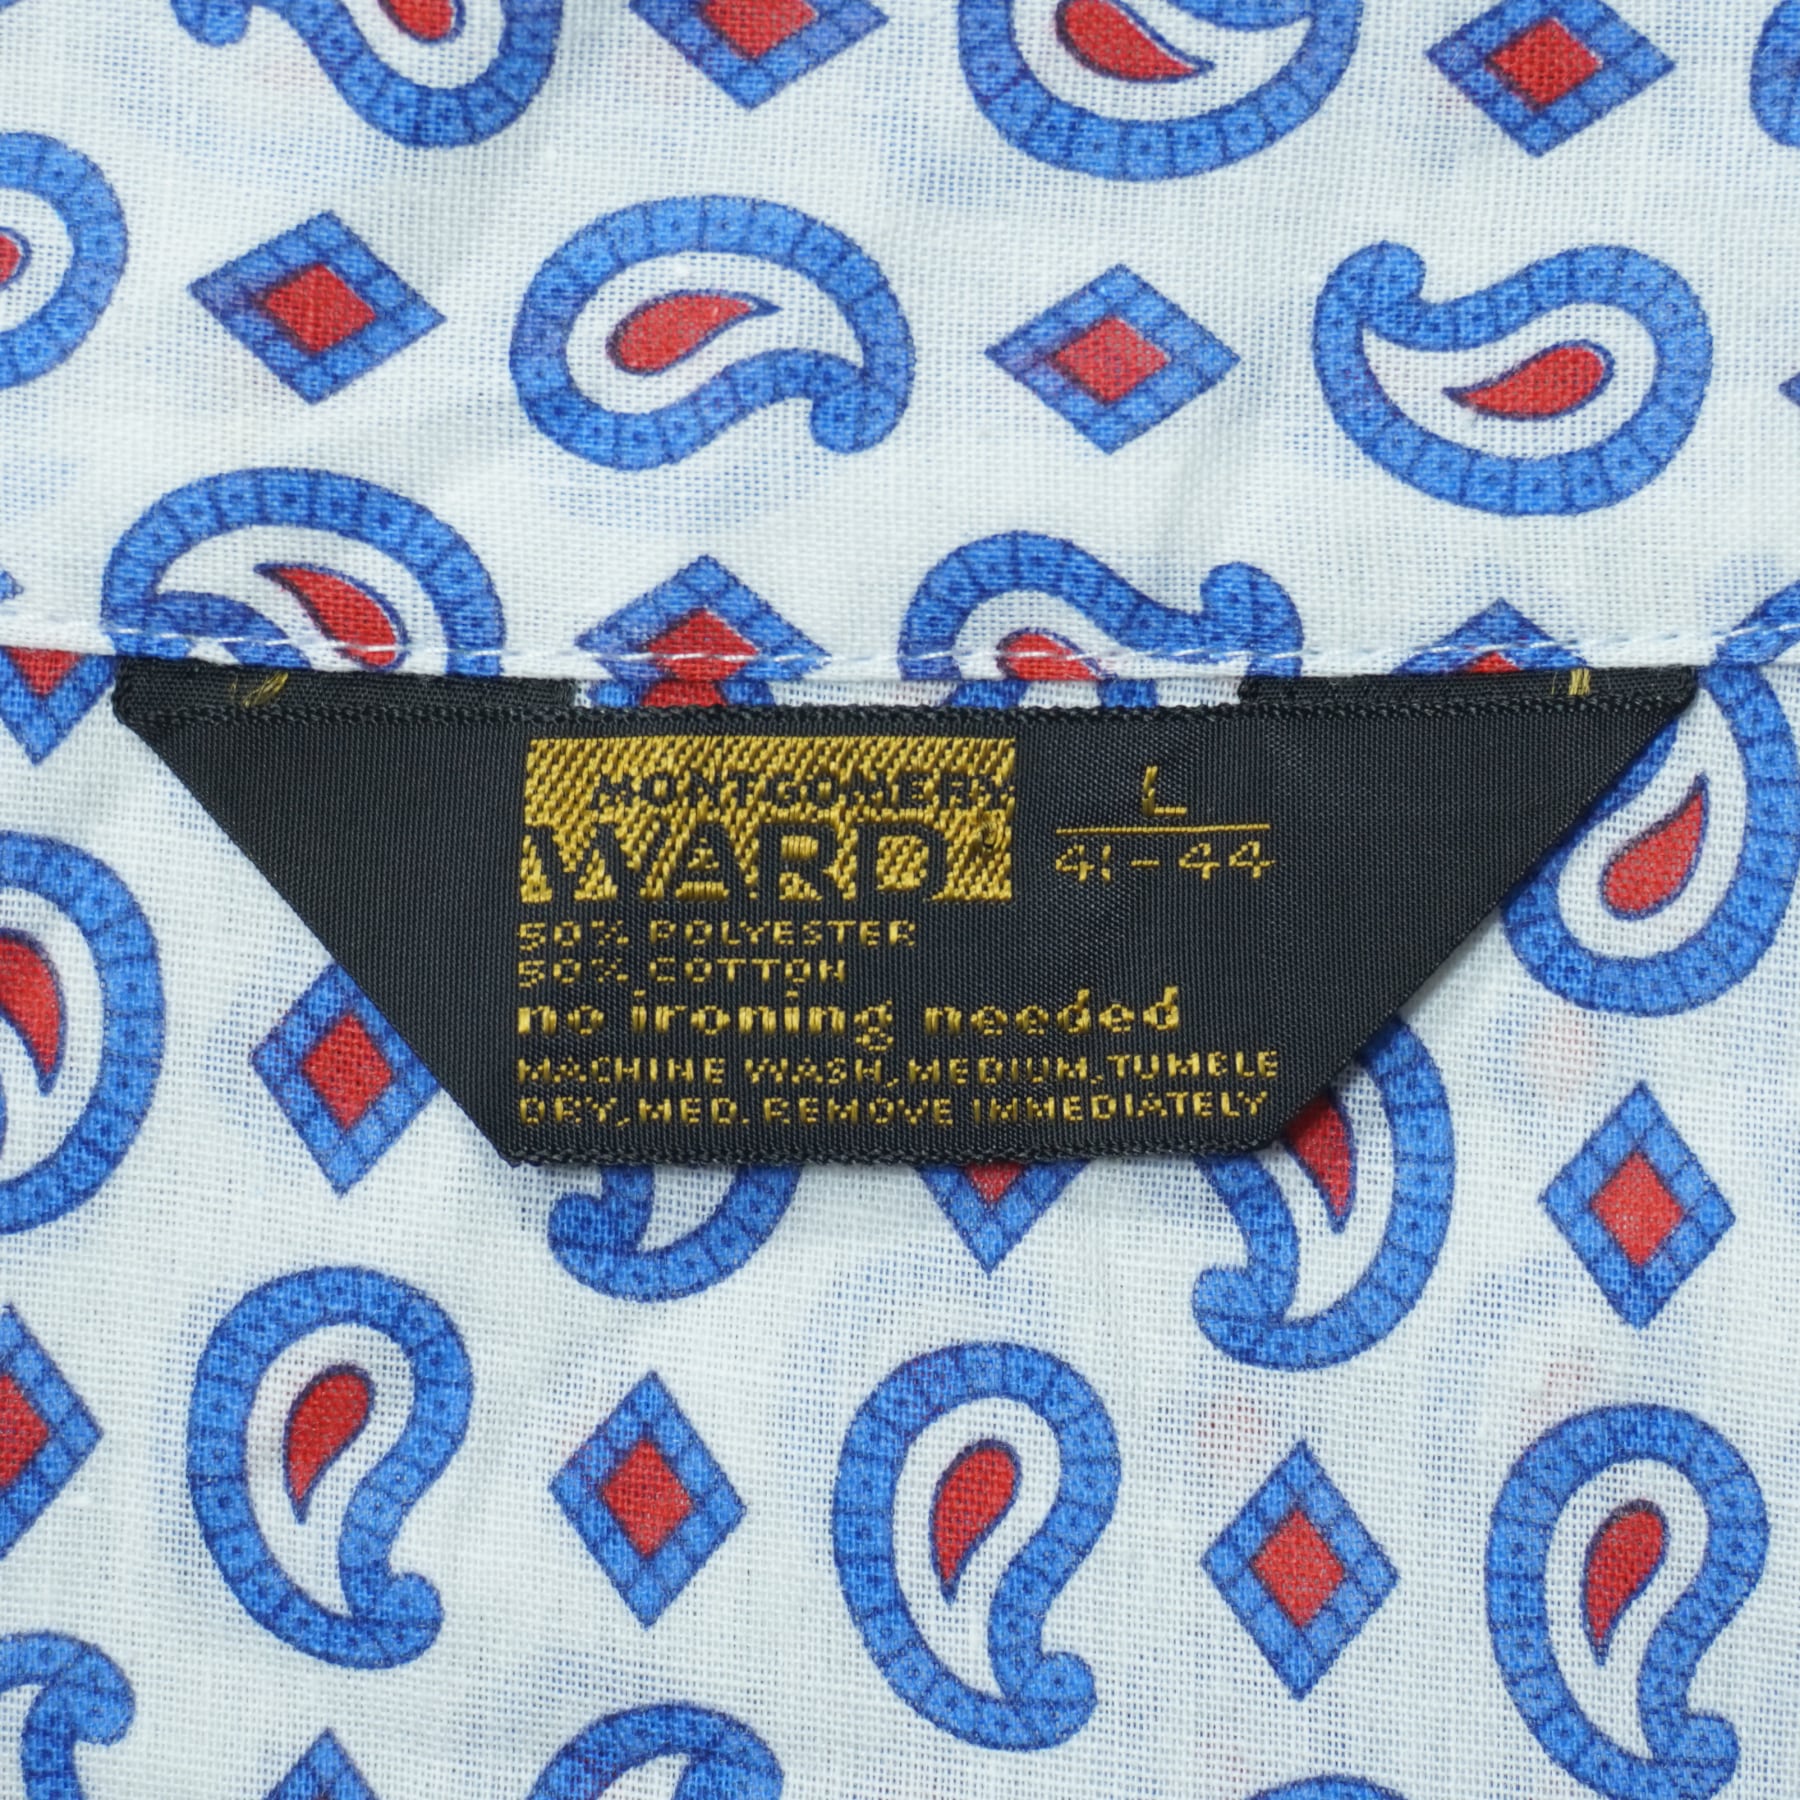 MONTGOMERY
WARD
L
41-44
50% POLYESTER
50% COTTON
no ironing needed
MACHINE WASH, MEDIUM, TUMBLE
DRY, MED. REMOVE IMMEDIATELY